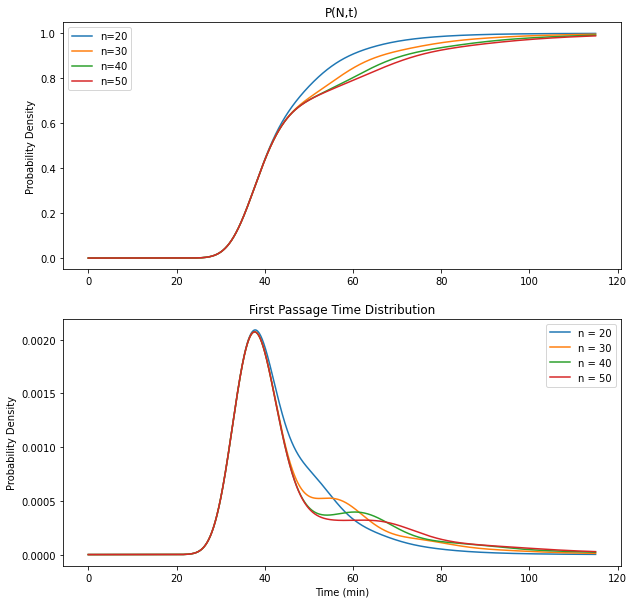 P(N,t)
Probability Density
1.0
0.8
0.6
0.4
0.2
0.0
n=20
n=30
n=40
n=50
0 20 40 60 80 100 120
First Passage Time Distribution
Probability Density
0.0020
0.0015
0.0010
0.0005
0.0000
n = 20
n = 30
n = 40
n = 50
0 20 40 60 80 100 120
Time (min)